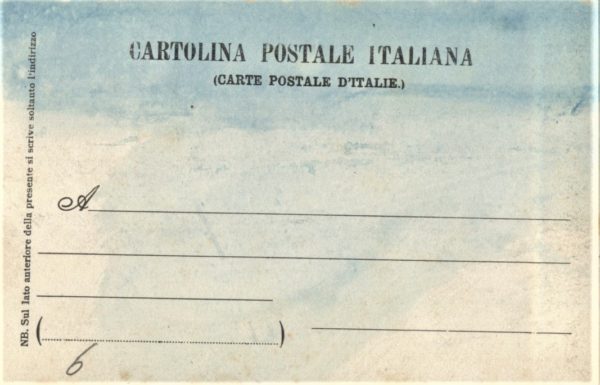 CARTOLINA POSTALE ITALIANA
(CARTE POSTALE D'ITALIE.)
NB. Sul lato anteriore della presente si scrive soltanto l'indirizzo
A
( )
6